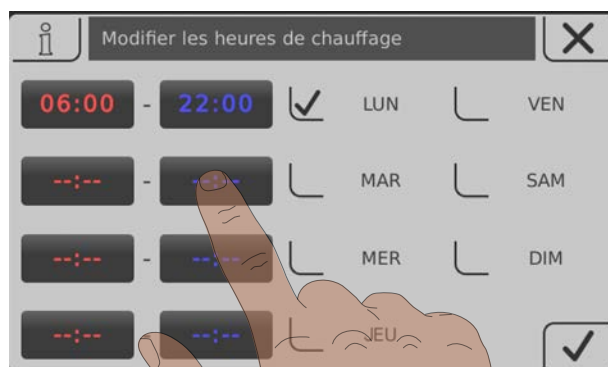 i Modifier les heures de chauffage
06:00 - 22:00 LUN VEN
--:-- - --:-- MAR SAM
--:-- - --:-- MER DIM
--:-- --:-- JEU